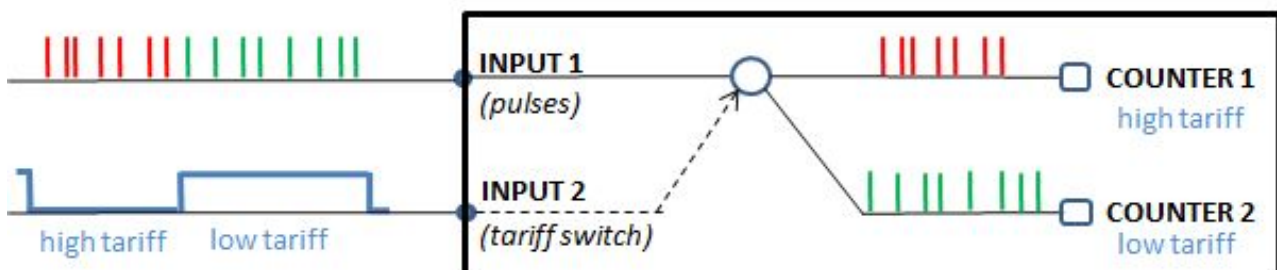 INPUT 1
(pulses)
COUNTER 1
high tariff
INPUT 2
(tariff switch)
COUNTER 2
low tariff
high tariff
low tariff